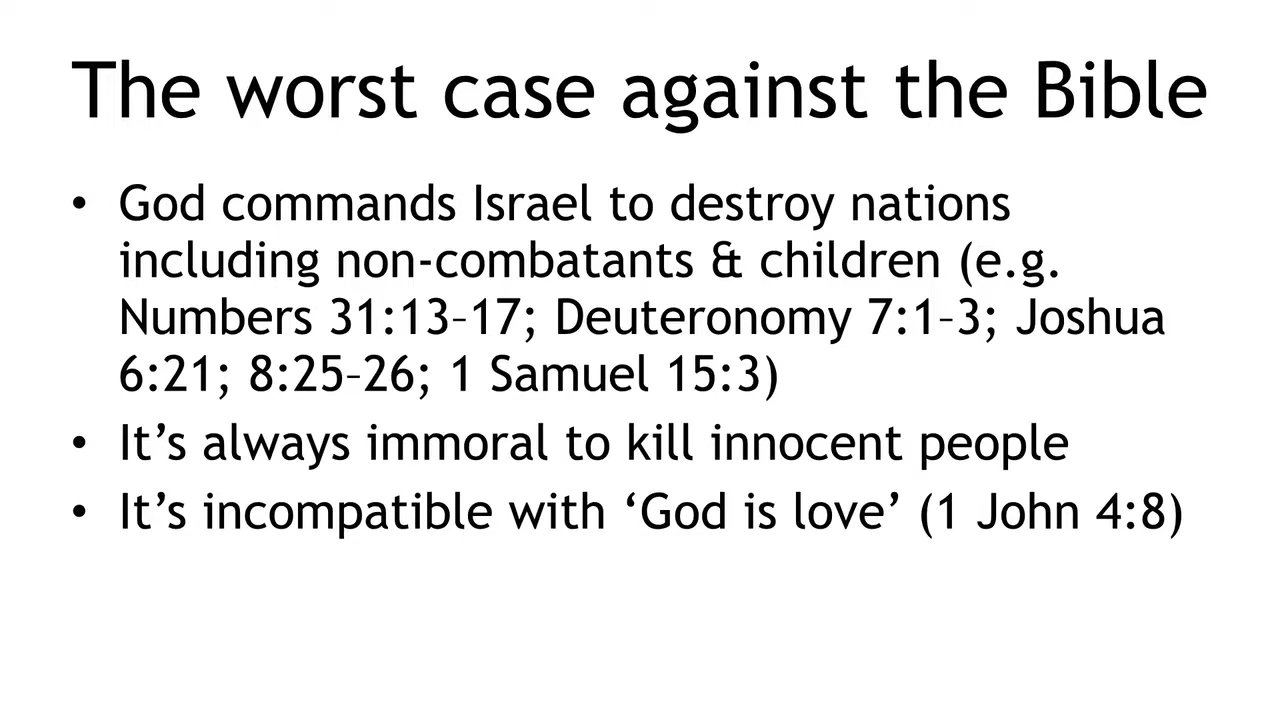 The worst case against the Bible
• God commands Israel to destroy nations
including non-combatants & children (e.g.
Numbers 31:13–17; Deuteronomy 7:1–3; Joshua
6:21; 8:25–26; 1 Samuel 15:3)
• It’s always immoral to kill innocent people
• It’s incompatible with ‘God is love’ (1 John 4:8)